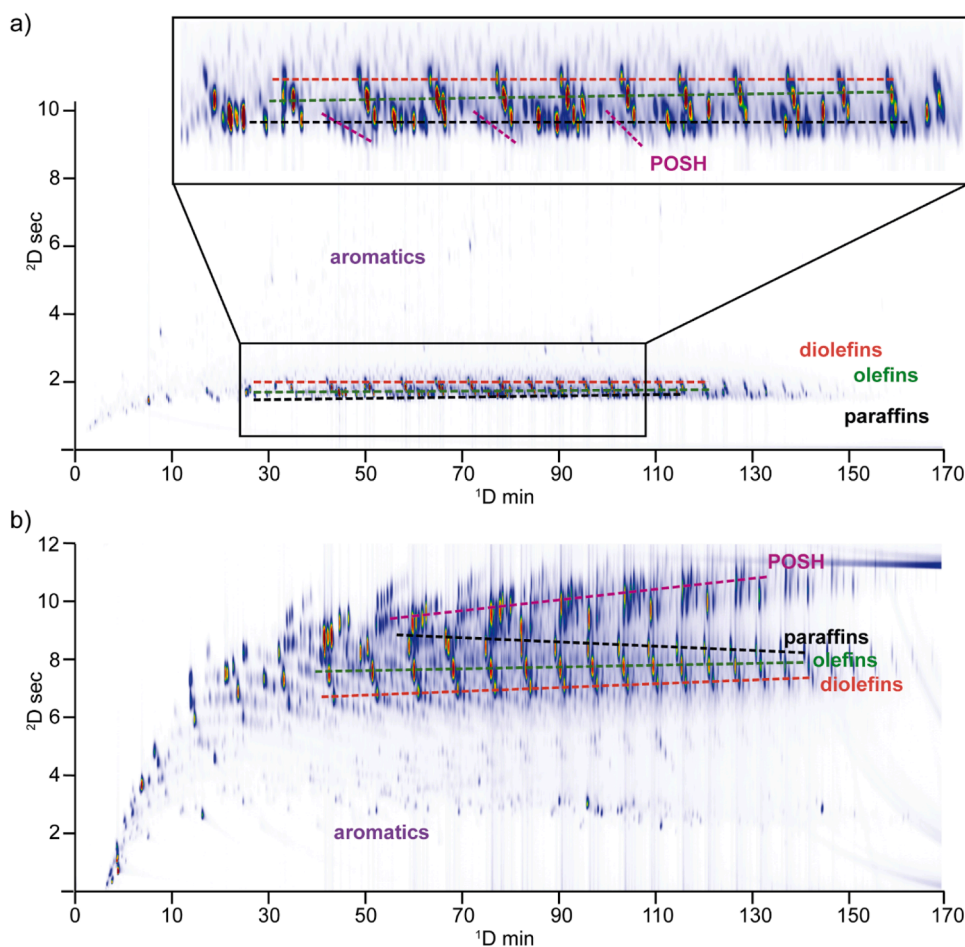 a)
POSH
10
8
6
4
2
²D sec
aromatics
diolefins
olefins
paraffins
0 10 30 50 70 90 110 130 150 170
¹D min
b)
12
10
8
6
4
2
²D sec
POSH
paraffins
olefins
diolefins
aromatics
0 10 30 50 70 90 110 130 150 170
¹D min